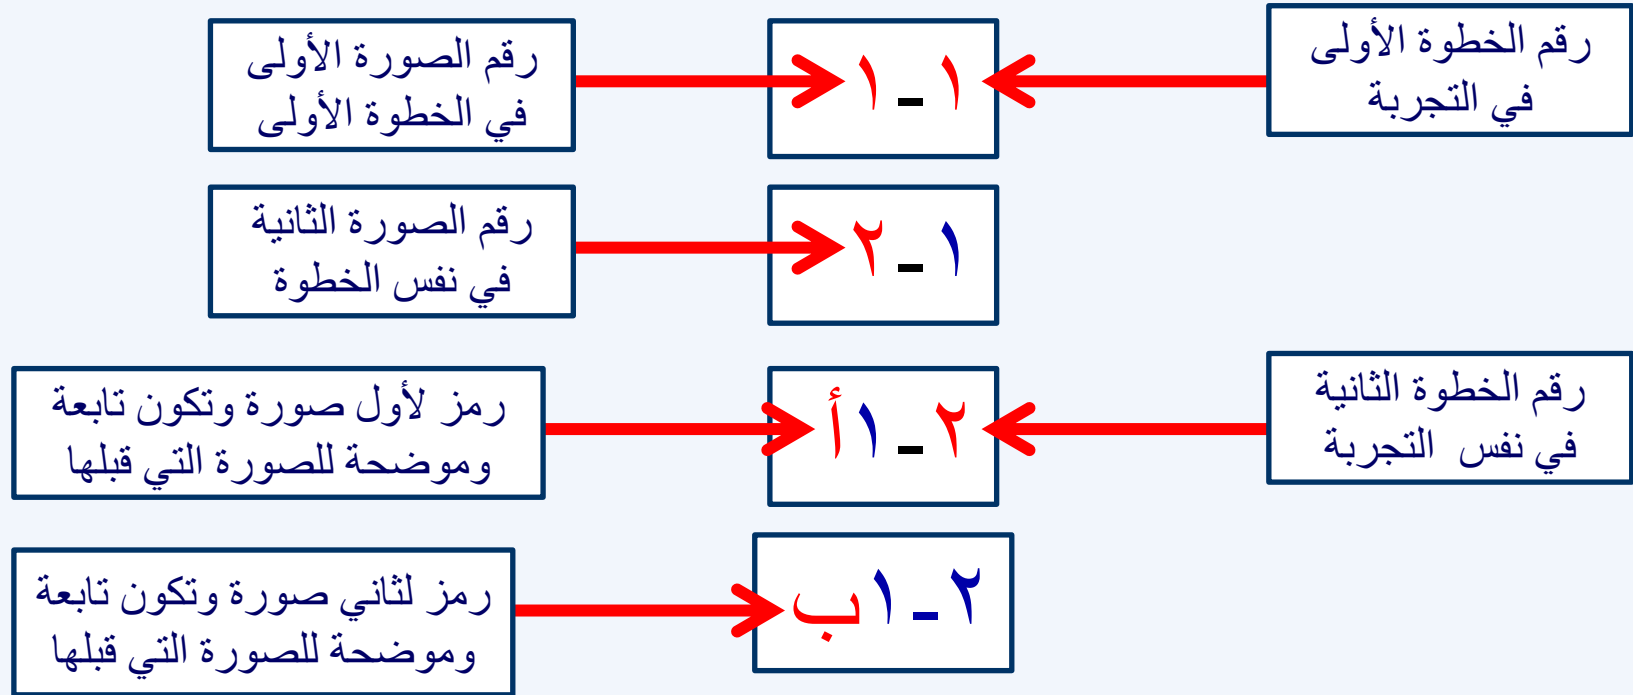 رقم الخطوة الأولى
في التجربة
١ - ١
رقم الصورة الأولى
في الخطوة الأولى
١ - ٢
رقم الصورة الثانية
في نفس الخطوة
رقم الخطوة الثانية
في نفس التجربة
٢ - ١ أ
رمز لأول صورة وتكون تابعة
وموضحة للصورة التي قبلها
٢ - ١ ب
رمز لثاني صورة وتكون تابعة
وموضحة للصورة التي قبلها